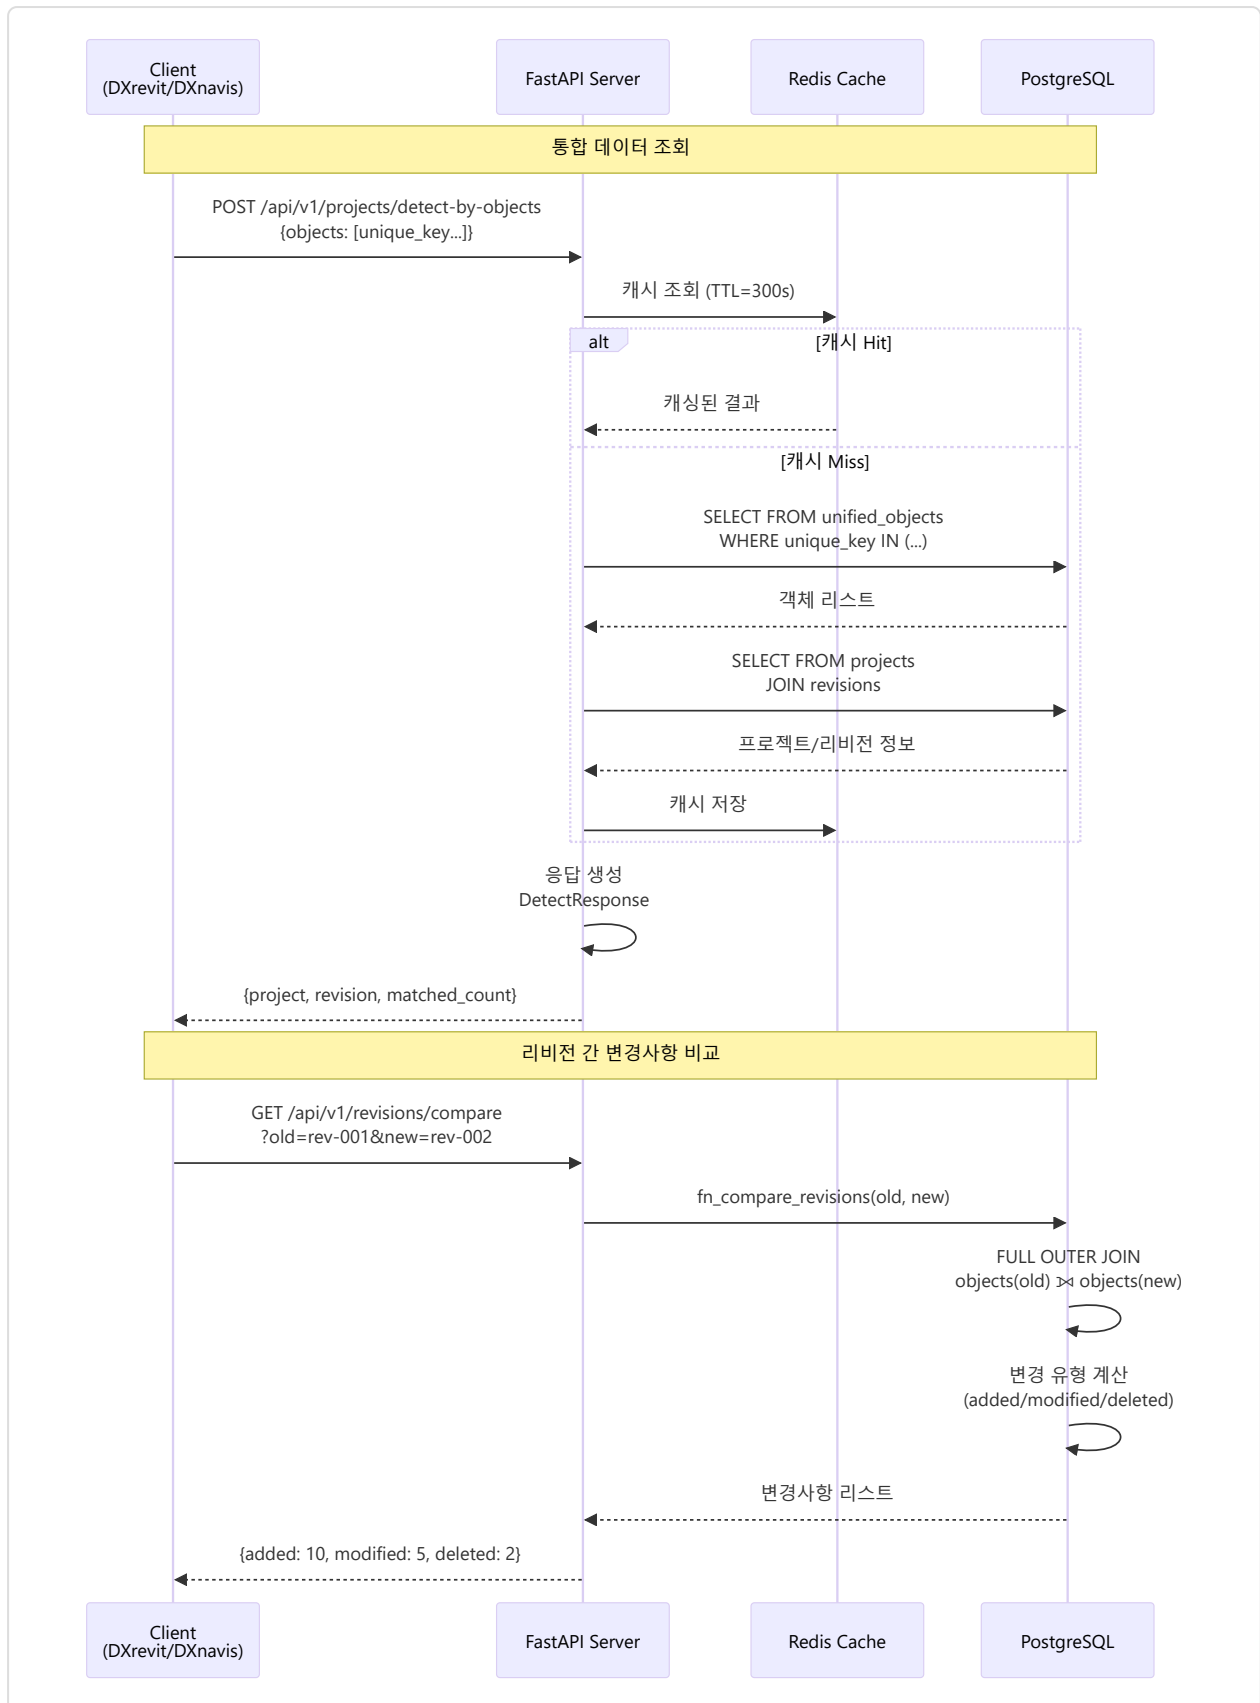 Client
(DXrevit/DXnavis)
FastAPI Server
Redis Cache
PostgreSQL
통합 데이터 조회
POST /api/v1/projects/detect-by-objects
{objects: [unique_key...]}
캐시 조회 (TTL=300s)
alt
[캐시 Hit]
캐싱된 결과
[캐시 Miss]
SELECT FROM unified_objects
WHERE unique_key IN (...)
객체 리스트
SELECT FROM projects
JOIN revisions
프로젝트/리비전 정보
캐시 저장
응답 생성
DetectResponse
{project, revision, matched_count}
리비전 간 변경사항 비교
GET /api/v1/revisions/compare
?old=rev-001&new=rev-002
fn_compare_revisions(old, new)
FULL OUTER JOIN
objects(old) ⋈ objects(new)
변경 유형 계산
(added/modified/deleted)
변경사항 리스트
{added: 10, modified: 5, deleted: 2}
Client
(DXrevit/DXnavis)
FastAPI Server
Redis Cache
PostgreSQL